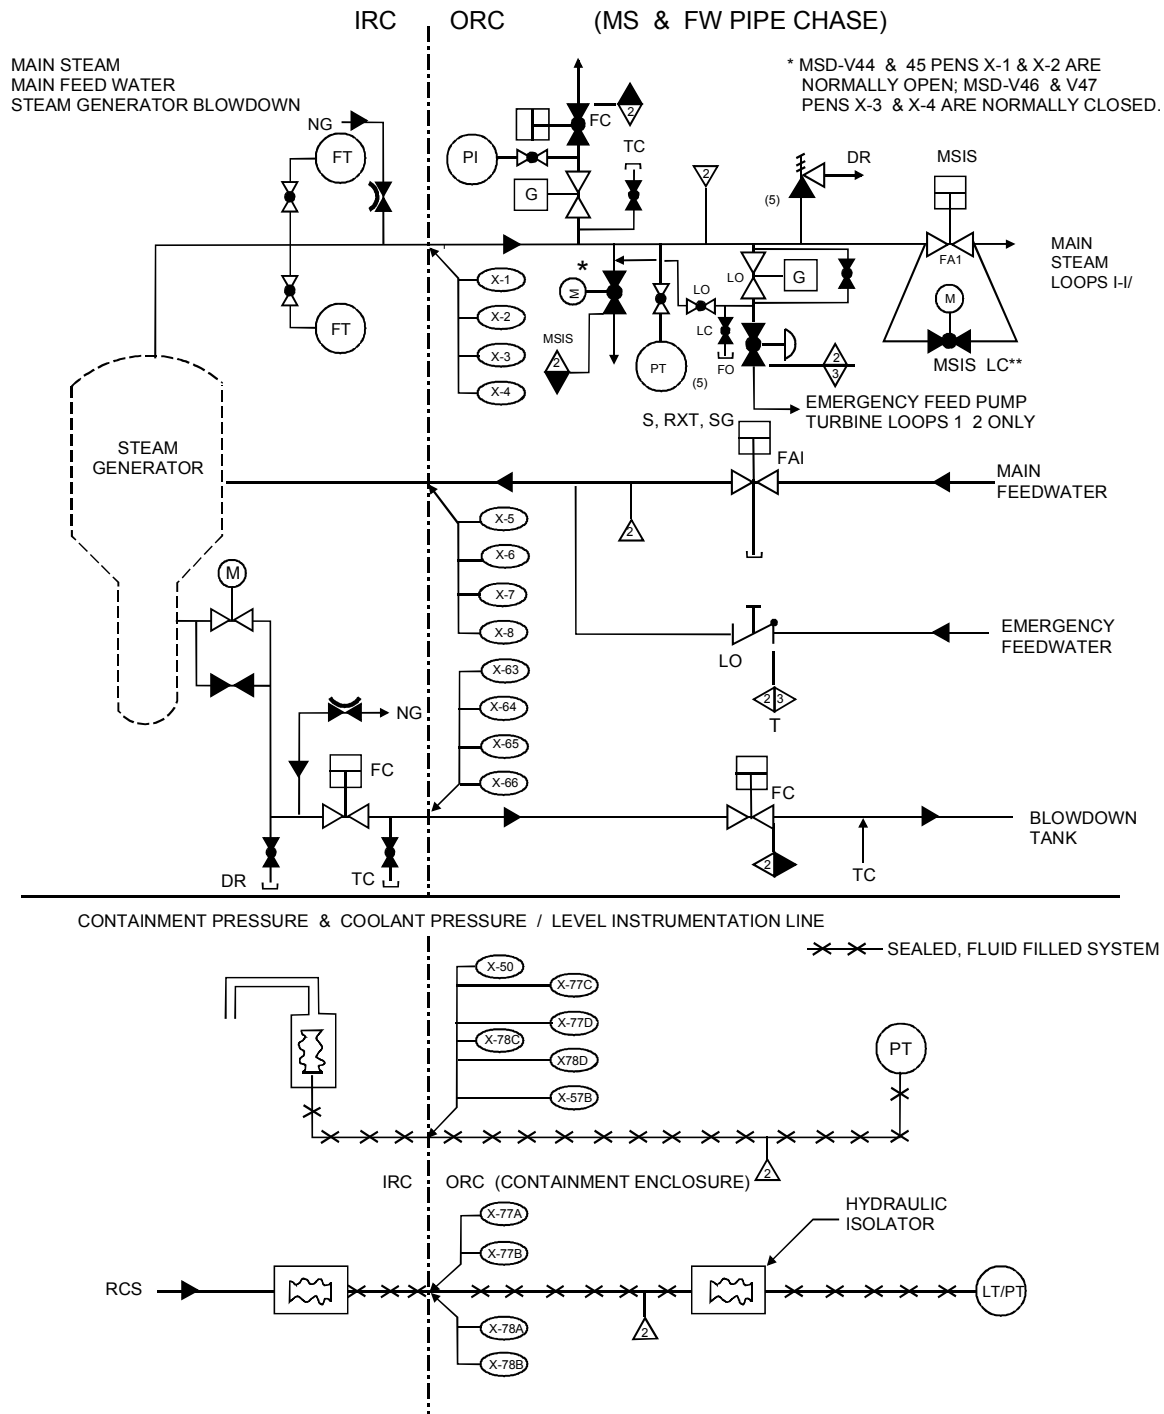 IRC
ORC
(MS & FW PIPE CHASE)
MAIN STEAM
MAIN FEED WATER
STEAM GENERATOR BLOWDOWN
* MSD-V44 & 45 PENS X-1 & X-2 ARE
NORMALLY OPEN; MSD-V46 & V47
PENS X-3 & X-4 ARE NORMALLY CLOSED.
NG
FC
2
FT
PI
TC
G
2
DR
(5)
MSIS
FA1
MAIN
STEAM
LOOPS I-I/
*
M
LO
LO
G
M
X-1
X-2
X-3
X-4
FT
MSIS
2
PT
(5)
LC
FO
2
3
MSIS LC**
EMERGENCY FEED PUMP
TURBINE LOOPS 1 2 ONLY
S, RXT, SG
STEAM
GENERATOR
FAI
MAIN
FEEDWATER
X-5
X-6
X-7
X-8
2
M
LO
EMERGENCY
FEEDWATER
2 3
T
X-63
X-64
X-65
X-66
NG
FC
FC
BLOWDOWN
TANK
2
DR
TC
TC
CONTAINMENT PRESSURE & COOLANT PRESSURE / LEVEL INSTRUMENTATION LINE
SEALED, FLUID FILLED SYSTEM
X-50
X-77C
X-77D
X-78C
X78D
X-57B
PT
2
IRC
ORC (CONTAINMENT ENCLOSURE)
X-77A
X-77B
HYDRAULIC
ISOLATOR
RCS
LT/PT
X-78A
X-78B
2